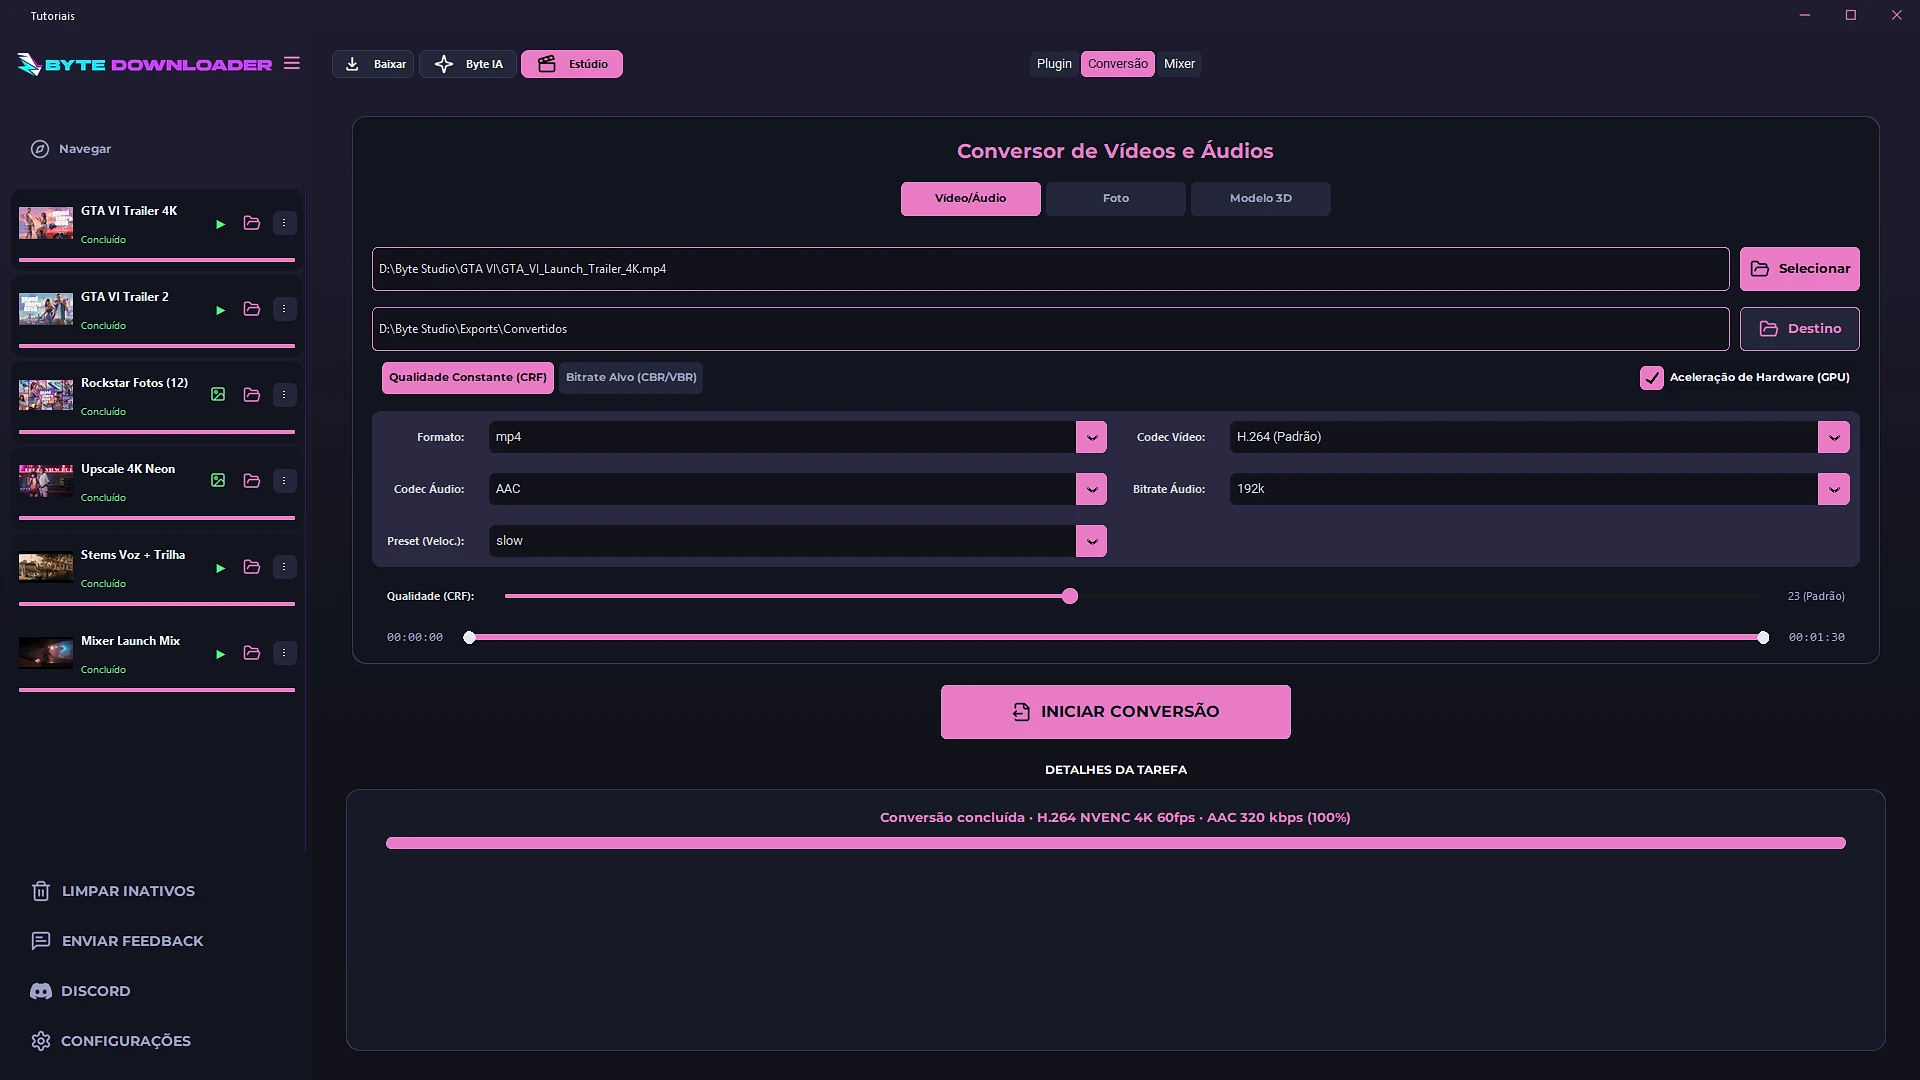 Tutoriais
BYTE DOWNLOADER
Baixar
Byte IA
Estúdio
Plugin
Conversão
Mixer
Navegar
GTA VI Trailer 4K
Concluído
GTA VI Trailer 2
Concluído
Rockstar Fotos (12)
Concluído
Upscale 4K Neon
Concluído
Stems Voz + Trilha
Concluído
Mixer Launch Mix
Concluído
LIMPAR INATIVOS
ENVIAR FEEDBACK
DISCORD
CONFIGURAÇÕES
Conversor de Vídeos e Áudios
Vídeo/Áudio
Foto
Modelo 3D
D:\Byte Studio\GTA VI\GTA_VI_Launch_Trailer_4K.mp4
Selecionar
D:\Byte Studio\Exports\Convertidos
Destino
Qualidade Constante (CRF)
Bitrate Alvo (CBR/VBR)
Aceleração de Hardware (GPU)
Formato:
mp4
Codec Vídeo:
H.264 (Padrão)
Codec Áudio:
AAC
Bitrate Áudio:
192k
Preset (Veloc.):
slow
Qualidade (CRF):
23 (Padrão)
00:00:00
00:01:30
INICIAR CONVERSÃO
DETALHES DA TAREFA
Conversão concluída · H.264 NVENC 4K 60fps · AAC 320 kbps (100%)